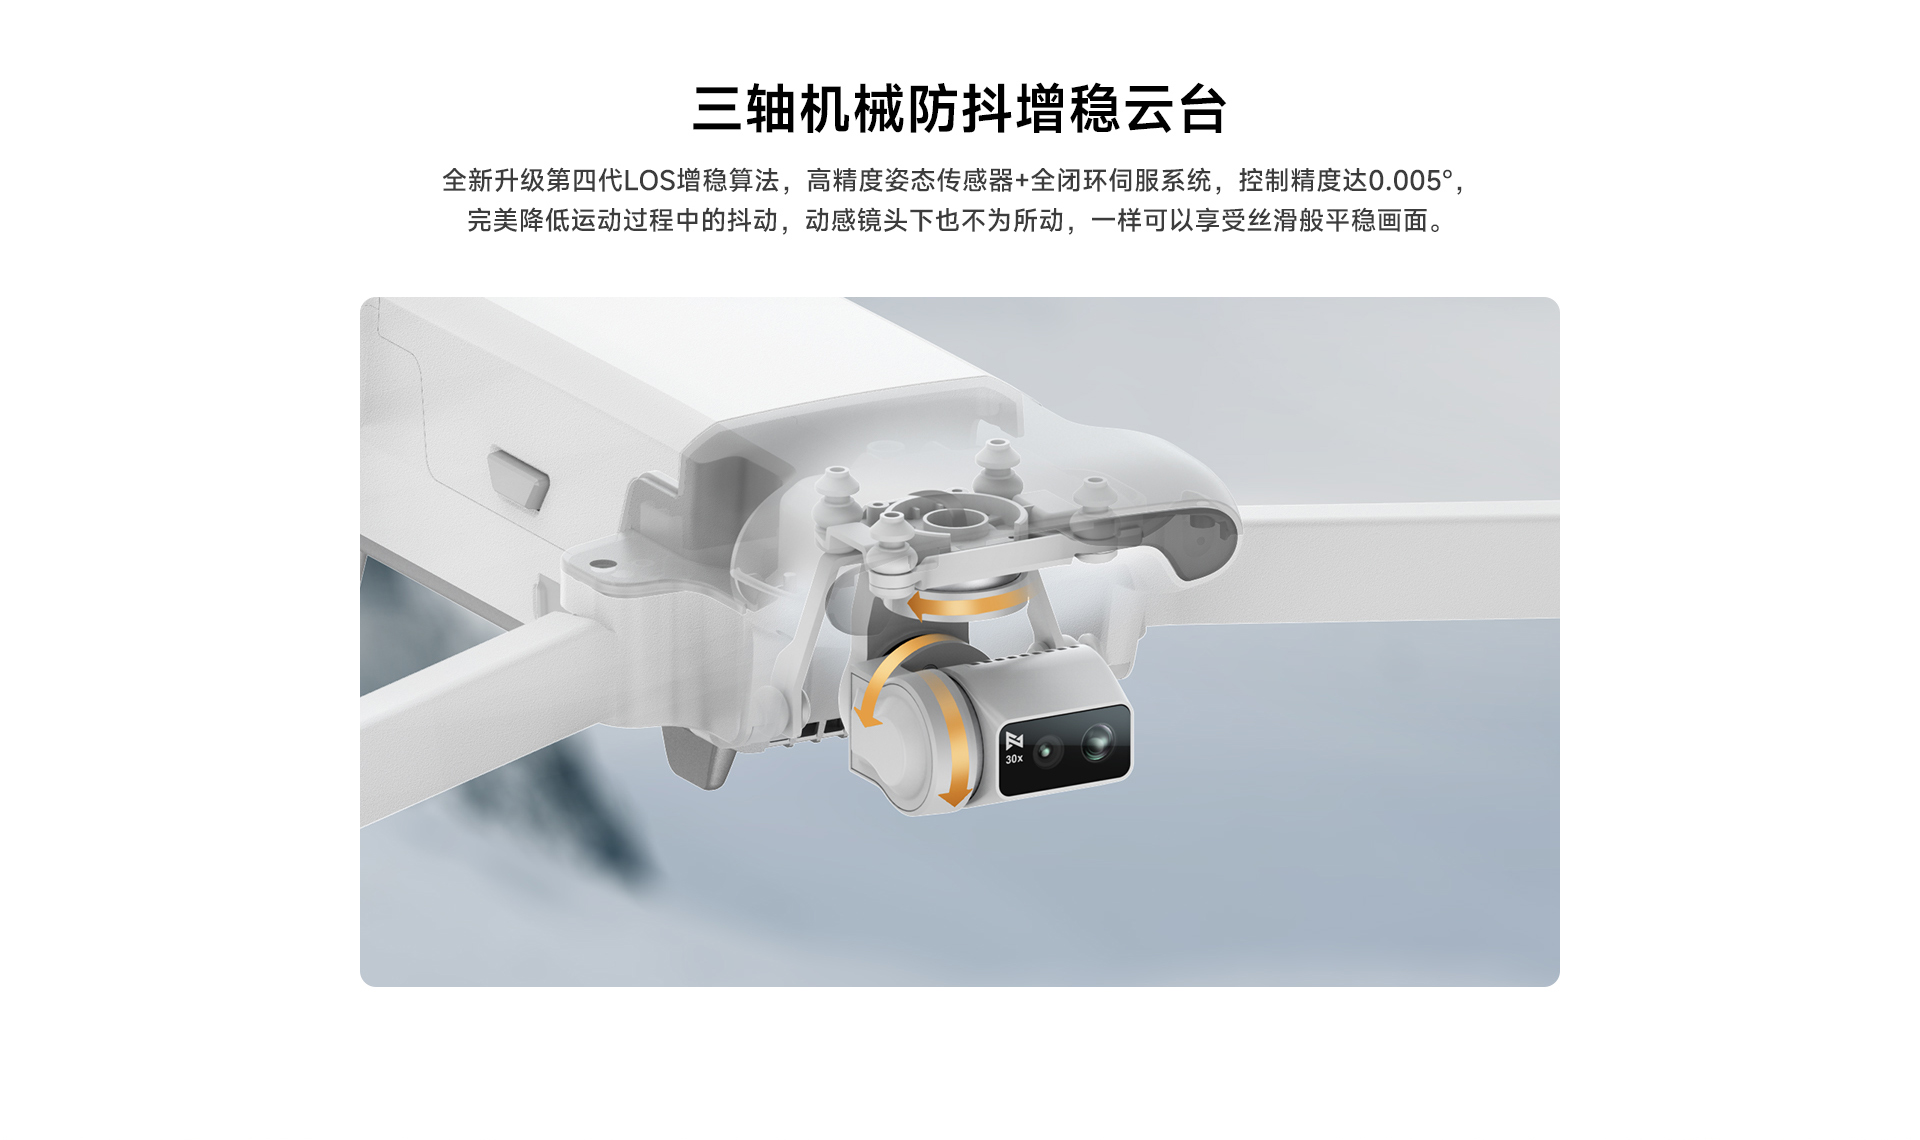 三轴机械防抖增稳云台
全新升级第四代LOS增稳算法，高精度姿态传感器+全闭环伺服系统，控制精度达0.005°，
完美降低运动过程中的抖动，动感镜头下也不为所动，一样可以享受丝滑般平稳画面。
30x